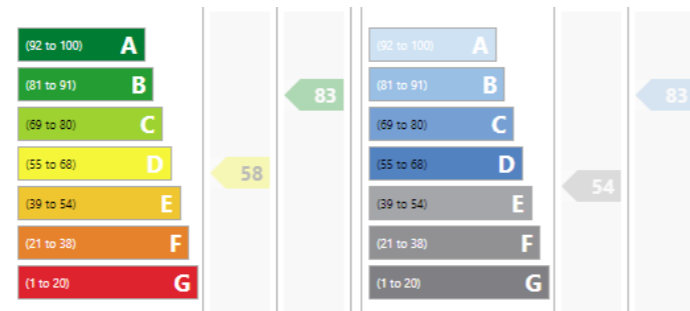 (92 to 100) A
(81 to 91) B
83
(69 to 80) C
(55 to 68) D
58
(39 to 54) E
(21 to 38) F
(1 to 20) G
(92 to 100) A
(81 to 91) B
83
(69 to 80) C
(55 to 68) D
54
(39 to 54) E
(21 to 38) F
(1 to 20) G